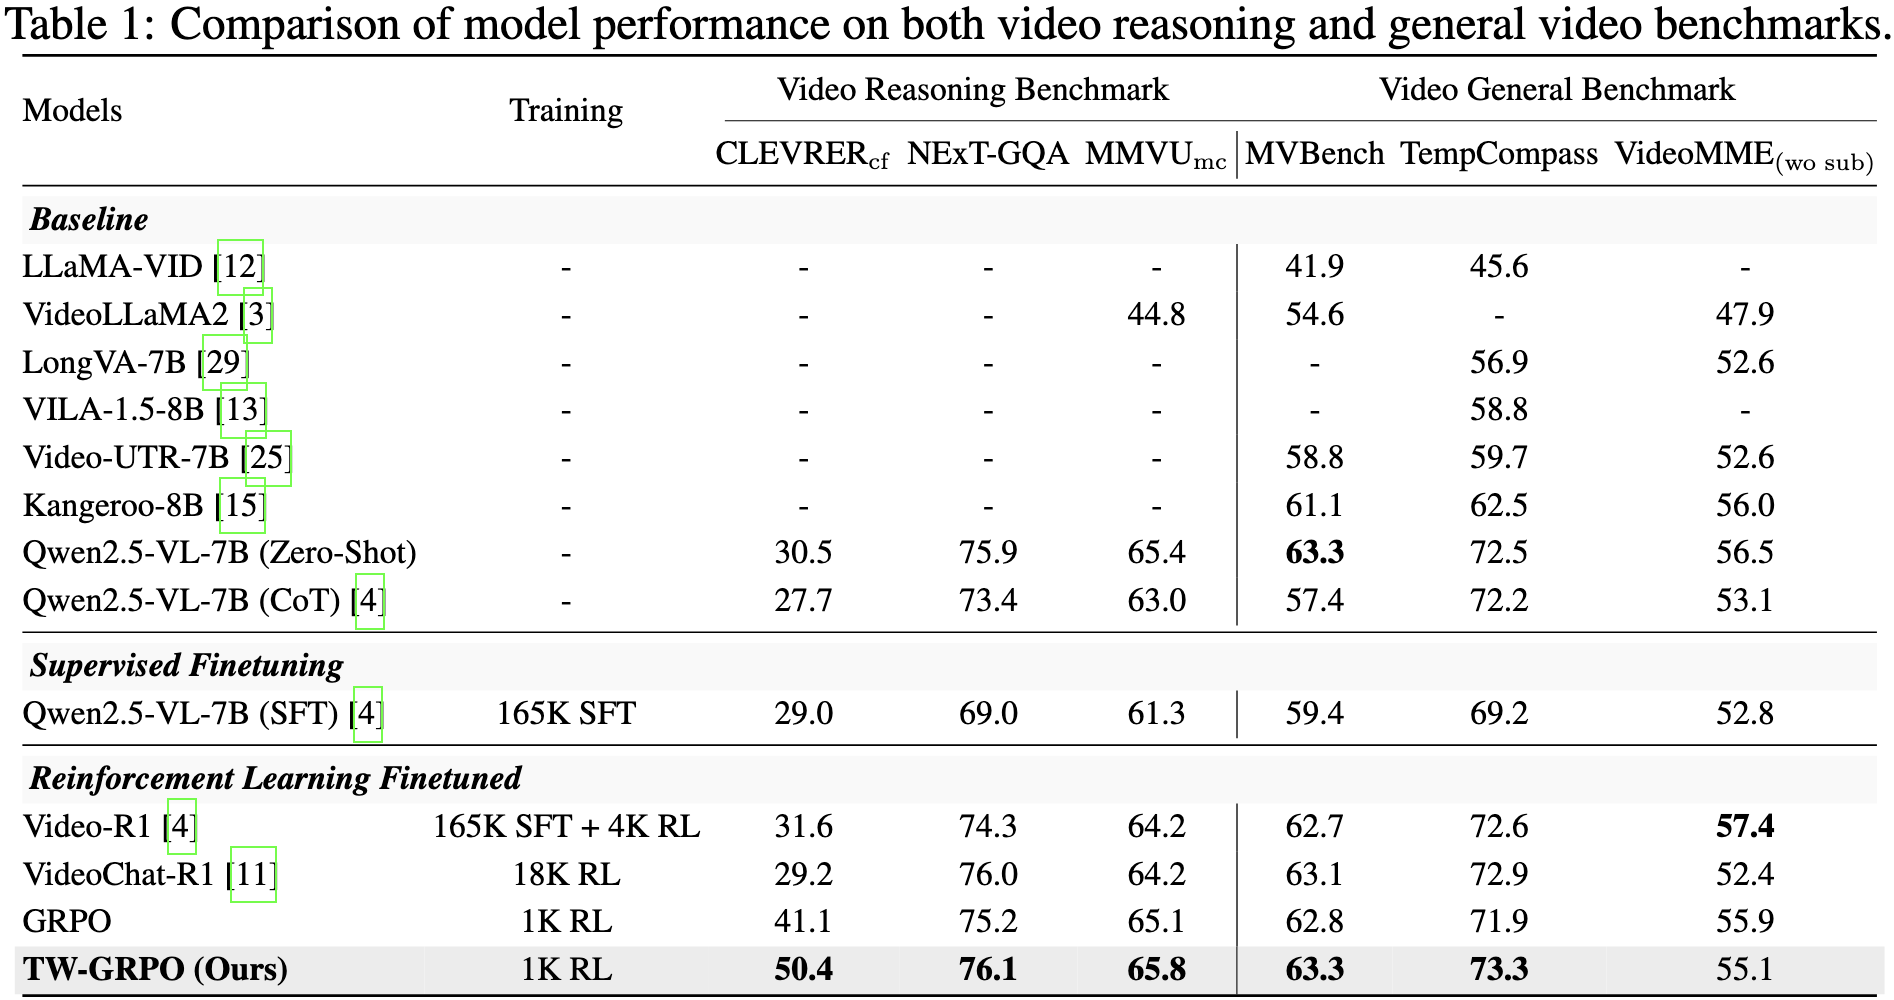 Table 1: Comparison of model performance on both video reasoning and general video benchmarks.
Models Training Video Reasoning Benchmark Video General Benchmark
CLEVRERcf NExT-GQA MMVUmc MVBench TempCompass VideoMME(wo sub)
Baseline
LLaMA-VID [12] - - - - 41.9 45.6 -
VideoLLaMA2 [3] - - - 44.8 54.6 - 47.9
LongVA-7B [29] - - - - - 56.9 52.6
VILA-1.5-8B [13] - - - - - 58.8 -
Video-UTR-7B [25] - - - - 58.8 59.7 52.6
Kangeroo-8B [15] - - - - 61.1 62.5 56.0
Qwen2.5-VL-7B (Zero-Shot) - 30.5 75.9 65.4 63.3 72.5 56.5
Qwen2.5-VL-7B (CoT) [4] - 27.7 73.4 63.0 57.4 72.2 53.1
Supervised Finetuning
Qwen2.5-VL-7B (SFT) [4] 165K SFT 29.0 69.0 61.3 59.4 69.2 52.8
Reinforcement Learning Finetuned
Video-R1 [4] 165K SFT + 4K RL 31.6 74.3 64.2 62.7 72.6 57.4
VideoChat-R1 [11] 18K RL 29.2 76.0 64.2 63.1 72.9 52.4
GRPO 1K RL 41.1 75.2 65.1 62.8 71.9 55.9
TW-GRPO (Ours) 1K RL 50.4 76.1 65.8 63.3 73.3 55.1